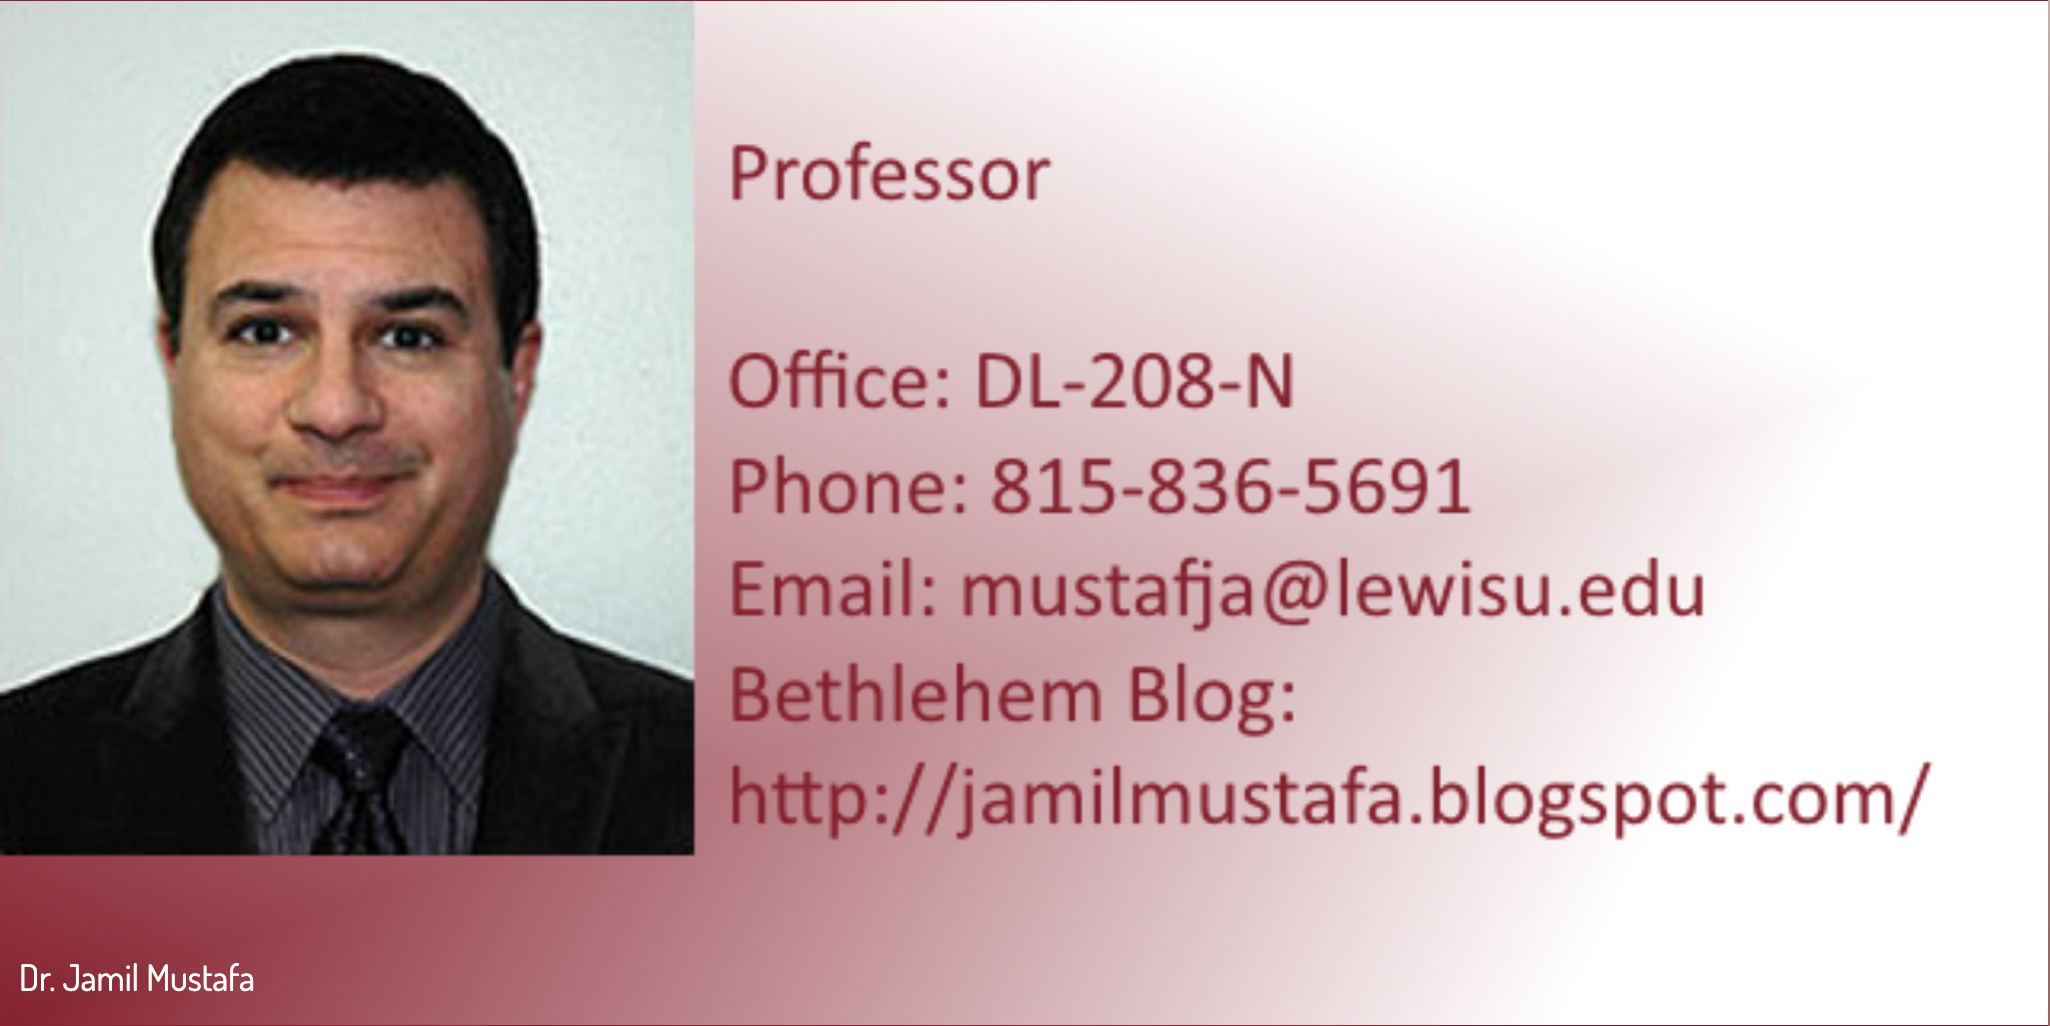 Professor
Office: DL-208-N
Phone: 815-836-5691
Email: mustafja@lewisu.edu
Bethlehem Blog:
http://jamilmustafa.blogspot.com/
Dr. Jamil Mustafa